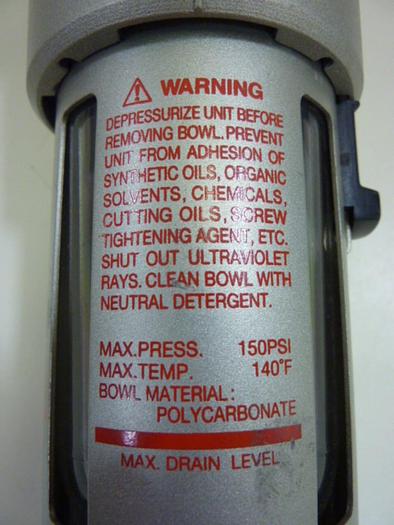 ⚠ WARNING
DEPRESSURIZE UNIT BEFORE
REMOVING BOWL. PREVENT
UNIT FROM ADHESION OF
SYNTHETIC OILS, ORGANIC
SOLVENTS, CHEMICALS,
CUTTING OILS, SCREW
TIGHTENING AGENT, ETC.
SHUT OUT ULTRAVIOLET
RAYS. CLEAN BOWL WITH
NEUTRAL DETERGENT.
MAX.PRESS. 150PSI
MAX.TEMP. 140°F
BOWL MATERIAL:
POLYCARBONATE
MAX. DRAIN LEVEL